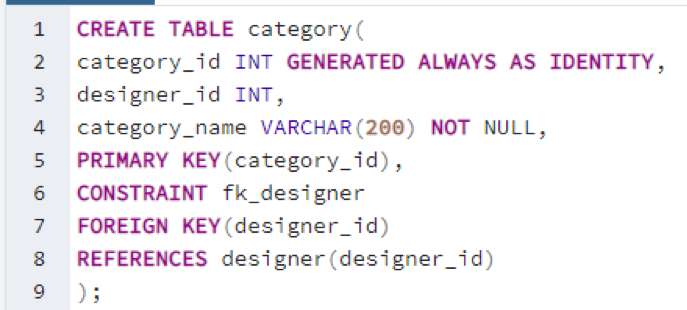 1 CREATE TABLE category(
2 category_id INT GENERATED ALWAYS AS IDENTITY,
3 designer_id INT,
4 category_name VARCHAR(200) NOT NULL,
5 PRIMARY KEY(category_id),
6 CONSTRAINT fk_designer
7 FOREIGN KEY(designer_id)
8 REFERENCES designer(designer_id)
9 );